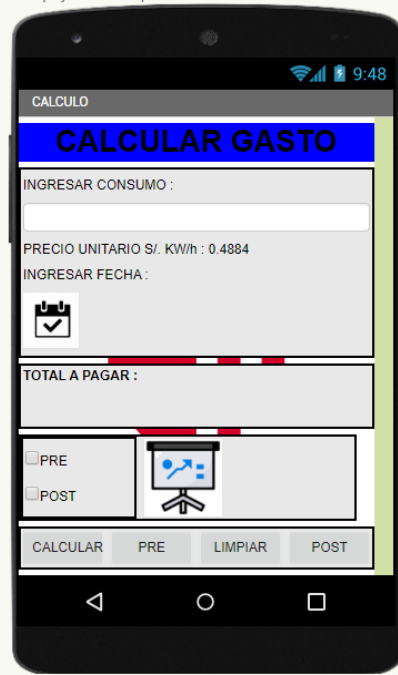 9:48
CALCULO
CALCULAR GASTO
INGRESAR CONSUMO :
PRECIO UNITARIO S/. KW/h : 0.4884
INGRESAR FECHA :
TOTAL A PAGAR :
PRE
POST
CALCULAR PRE LIMPIAR POST